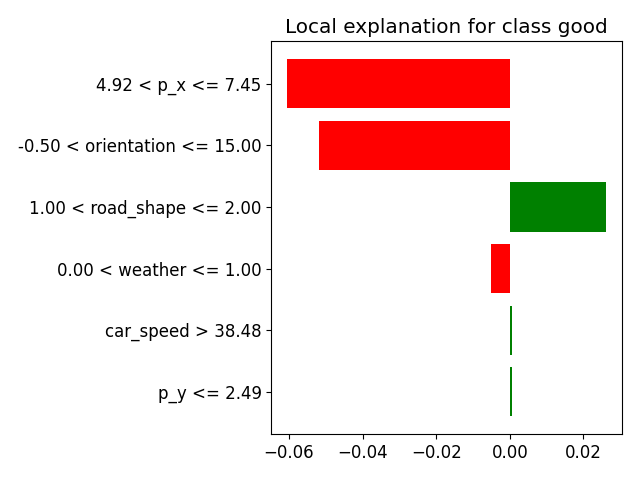 Local explanation for class good
4.92 < p_x <= 7.45
-0.50 < orientation <= 15.00
1.00 < road_shape <= 2.00
0.00 < weather <= 1.00
car_speed > 38.48
p_y <= 2.49
−0.06 −0.04 −0.02 0.00 0.02